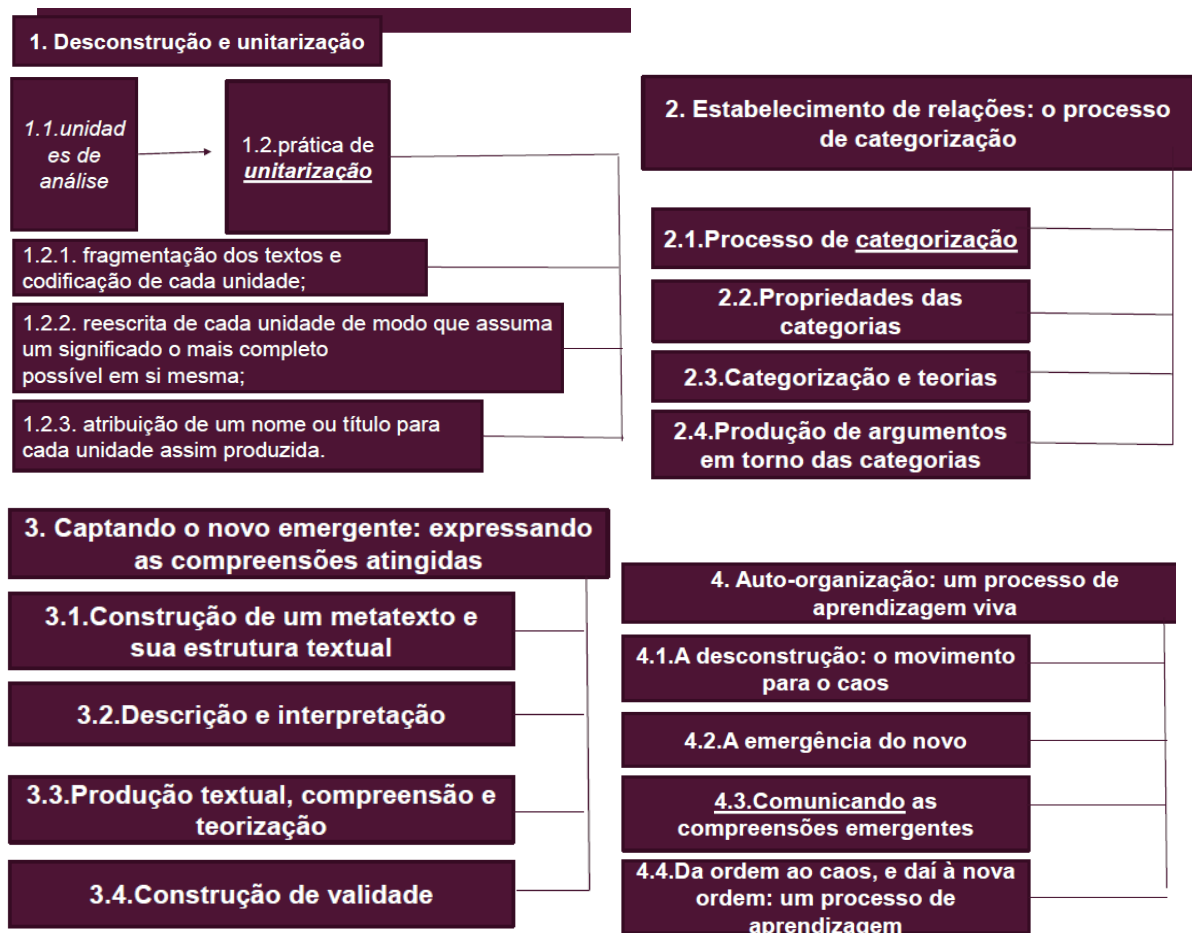 1. Desconstrução e unitarização
1.1.unidad
es de
análise
1.2.prática de
unitarização
1.2.1. fragmentação dos textos e
codificação de cada unidade;
1.2.2. reescrita de cada unidade de modo que assuma
um significado o mais completo
possível em si mesma;
1.2.3. atribuição de um nome ou título para
cada unidade assim produzida.
2. Estabelecimento de relações: o processo
de categorização
2.1.Processo de categorização
2.2.Propriedades das
categorias
2.3.Categorização e teorias
2.4.Produção de argumentos
em torno das categorias
3. Captando o novo emergente: expressando
as compreensões atingidas
3.1.Construção de um metatexto e
sua estrutura textual
3.2.Descrição e interpretação
3.3.Produção textual, compreensão e
teorização
3.4.Construção de validade
4. Auto-organização: um processo de
aprendizagem viva
4.1.A desconstrução: o movimento
para o caos
4.2.A emergência do novo
4.3.Comunicando as
compreensões emergentes
4.4.Da ordem ao caos, e daí à nova
ordem: um processo de
aprendizagem